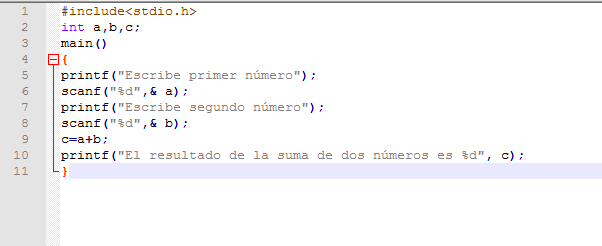 1 #include<stdio.h>
2 int a,b,c;
3 main()
4 {
5 printf("Escribe primer número");
6 scanf("%d",& a);
7 printf("Escribe segundo número");
8 scanf("%d",& b);
9 c=a+b;
10 printf("El resultado de la suma de dos números es %d", c);
11 }